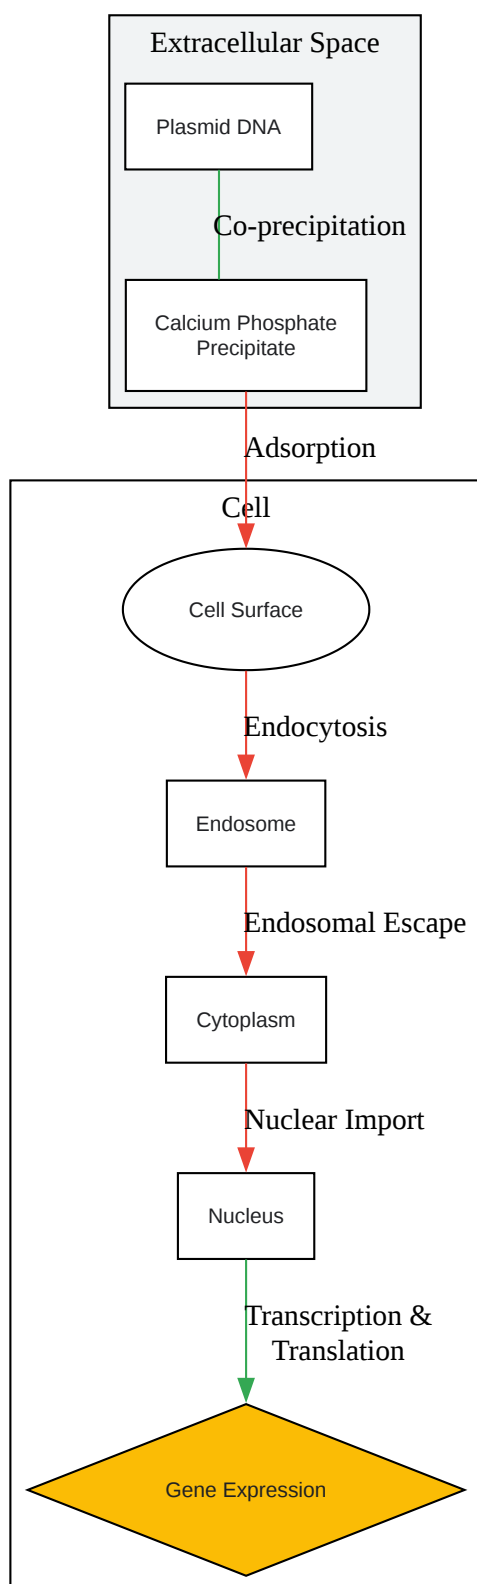 Extracellular Space
Plasmid DNA
Co-precipitation
Calcium Phosphate
Precipitate
Adsorption
Cell
Cell Surface
Endocytosis
Endosome
Endosomal Escape
Cytoplasm
Nuclear Import
Nucleus
Transcription &
Translation
Gene Expression